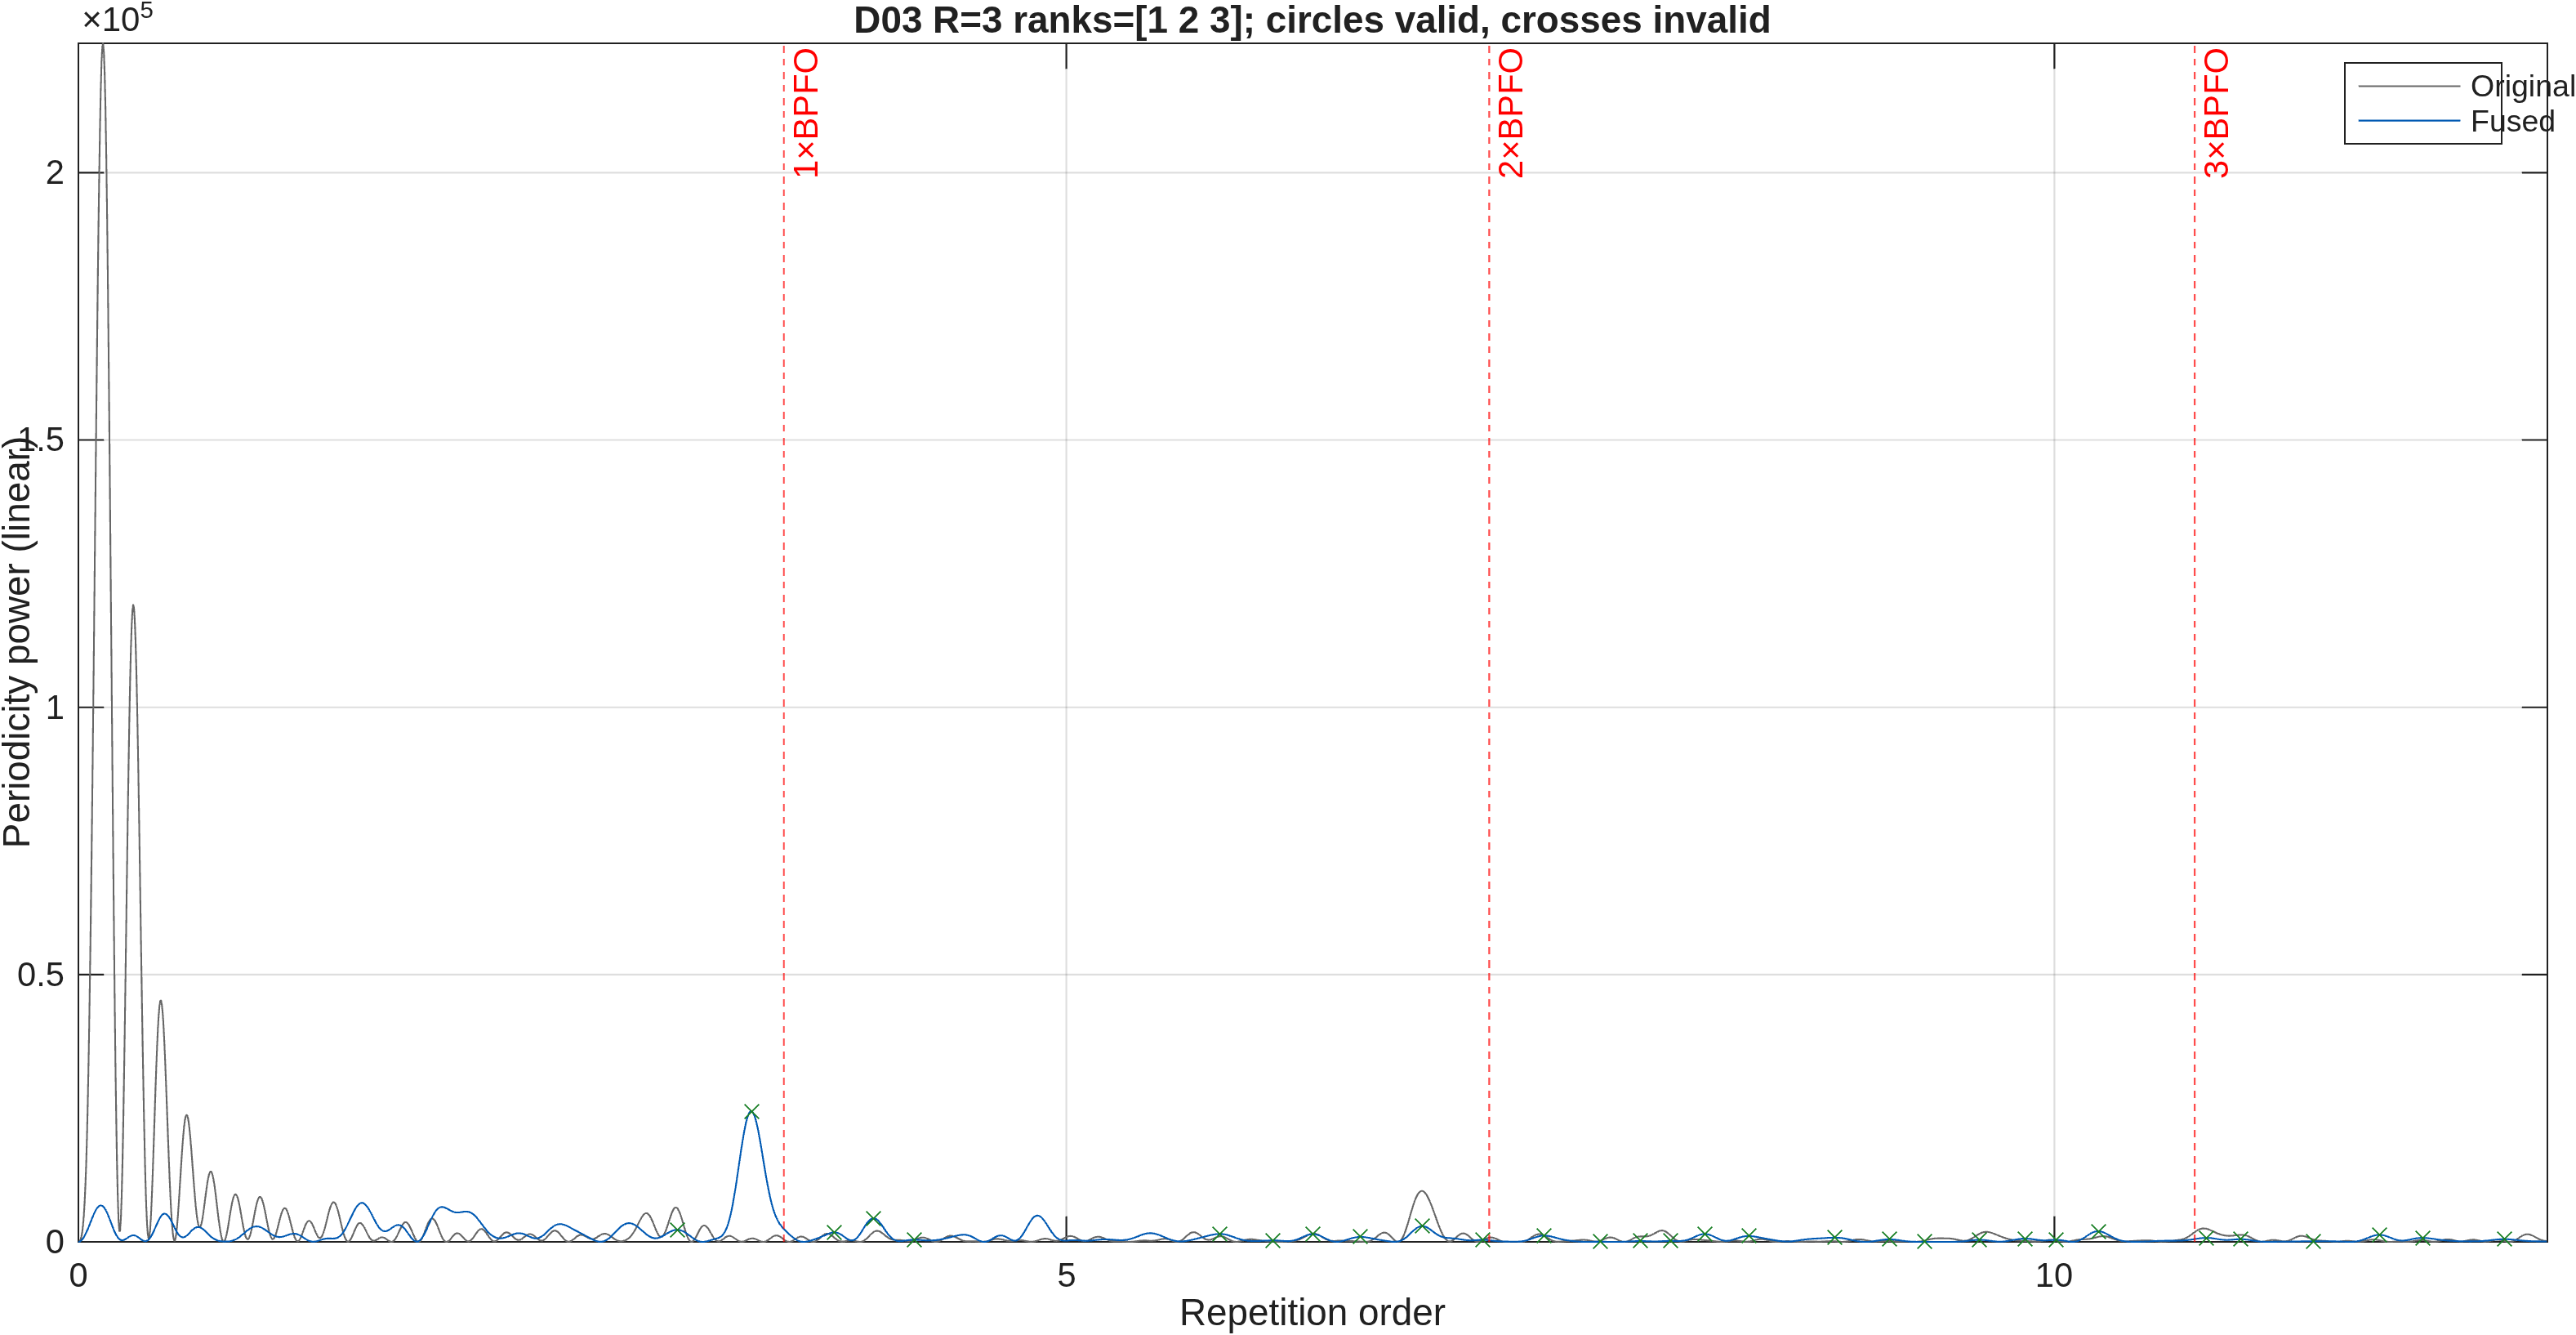 D03 R=3 ranks=[1 2 3]; circles valid, crosses invalid
×10⁵
1×BPFO
2×BPFO
3×BPFO
Original
Fused
2
1.5
1
0.5
0
Periodicity power (linear)
0
5
10
Repetition order